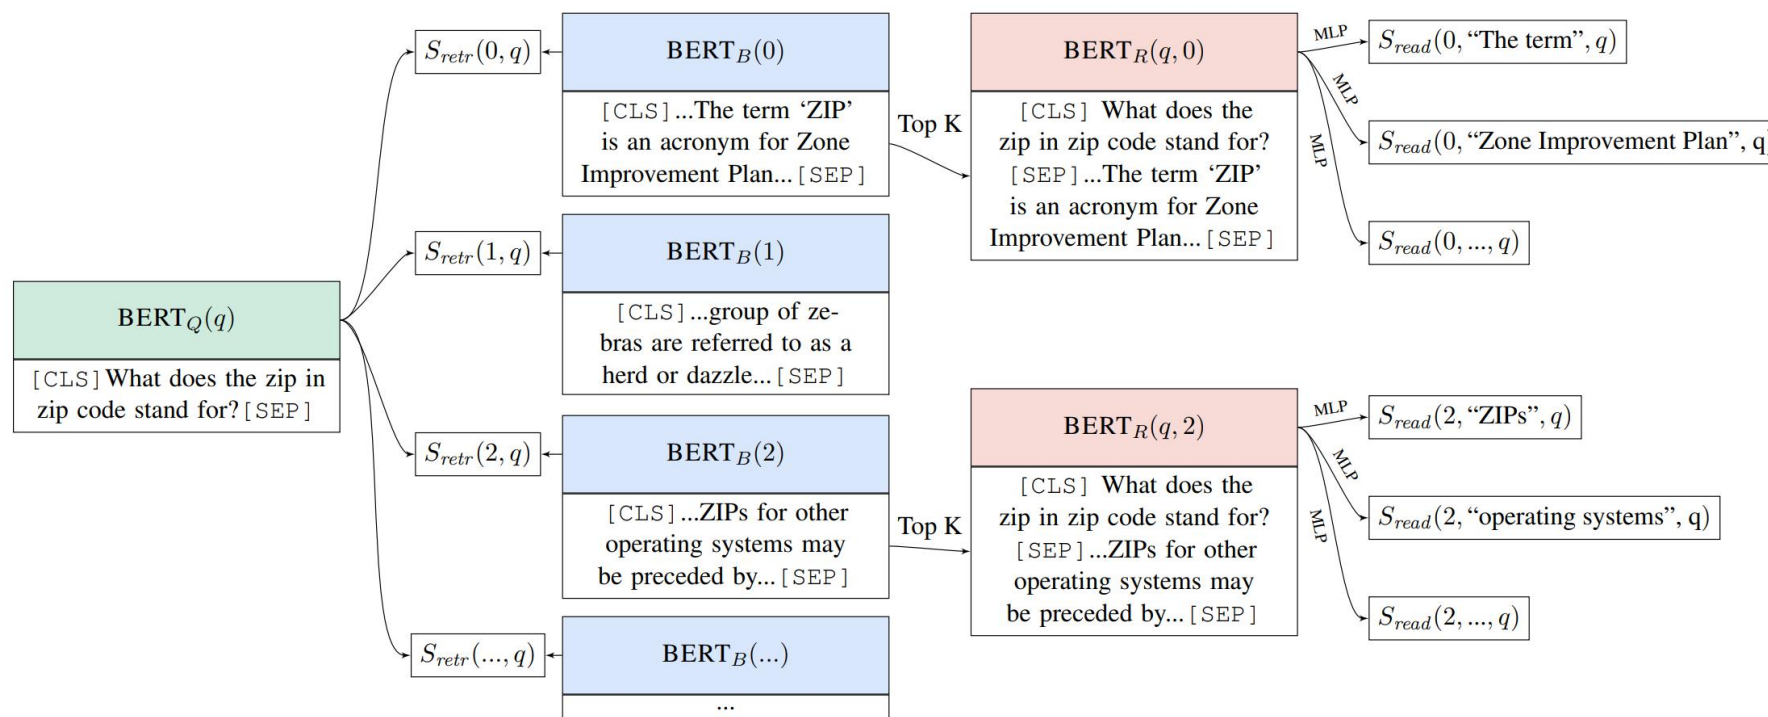 BERT_Q(q)
[CLS]What does the zip in
zip code stand for?[SEP]
S_retr(0, q)
S_retr(1, q)
S_retr(2, q)
S_retr(..., q)
BERT_B(0)
[CLS]...The term ‘ZIP’
is an acronym for Zone
Improvement Plan...[SEP]
BERT_B(1)
[CLS]...group of ze-
bras are referred to as a
herd or dazzle...[SEP]
BERT_B(2)
[CLS]...ZIPs for other
operating systems may
be preceded by...[SEP]
BERT_B(...)
...
Top K
Top K
BERT_R(q, 0)
[CLS] What does the
zip in zip code stand for?
[SEP]...The term ‘ZIP’
is an acronym for Zone
Improvement Plan...[SEP]
MLP
MLP
MLP
S_read(0, “The term”, q)
S_read(0, “Zone Improvement Plan”, q)
S_read(0, ..., q)
BERT_R(q, 2)
[CLS] What does the
zip in zip code stand for?
[SEP]...ZIPs for other
operating systems may
be preceded by...[SEP]
MLP
MLP
MLP
S_read(2, “ZIPs”, q)
S_read(2, “operating systems”, q)
S_read(2, ..., q)